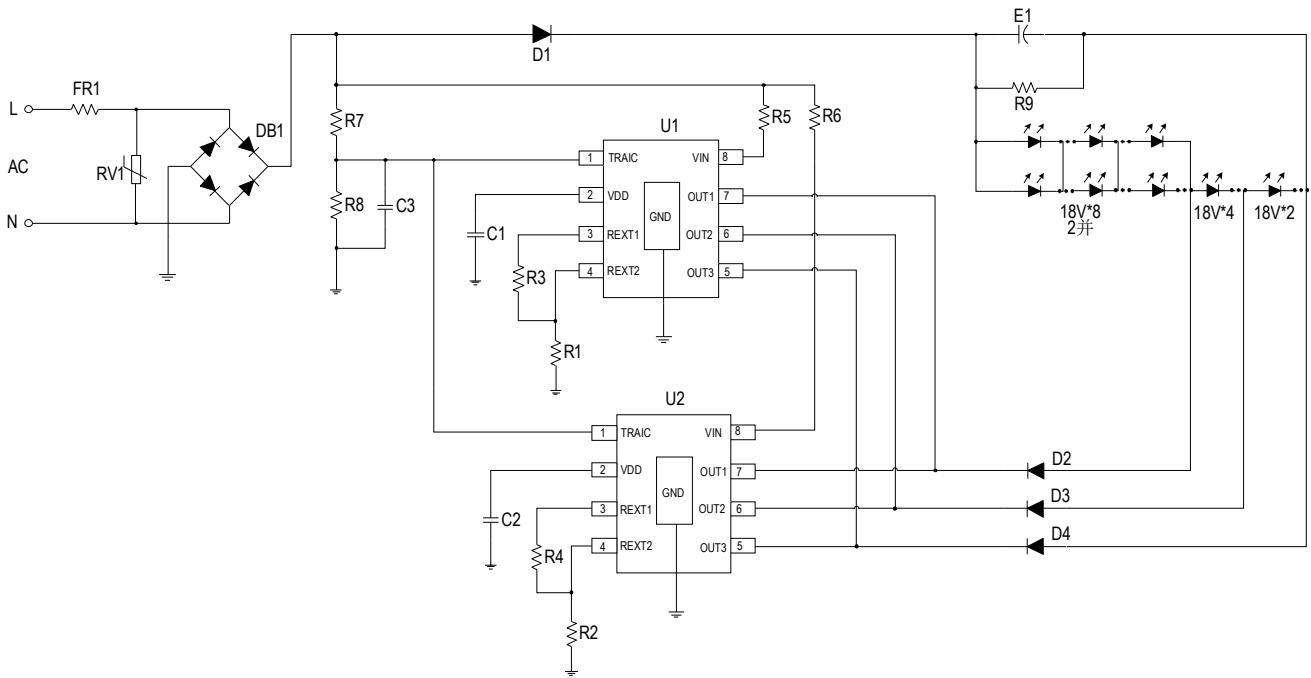 E1
D1
FR1
L
R9
R7
R5
R6
DB1
U1
AC
RV1
1
TRAIC
VIN
8
N
R8
C3
2
VDD
GND
OUT1
7
18V*8
2并
18V*4
18V*2
C1
3
REXT1
OUT2
6
R3
4
REXT2
OUT3
5
R1
U2
1
TRAIC
VIN
8
D2
2
VDD
GND
OUT1
7
D3
C2
3
REXT1
OUT2
6
D4
R4
4
REXT2
OUT3
5
R2